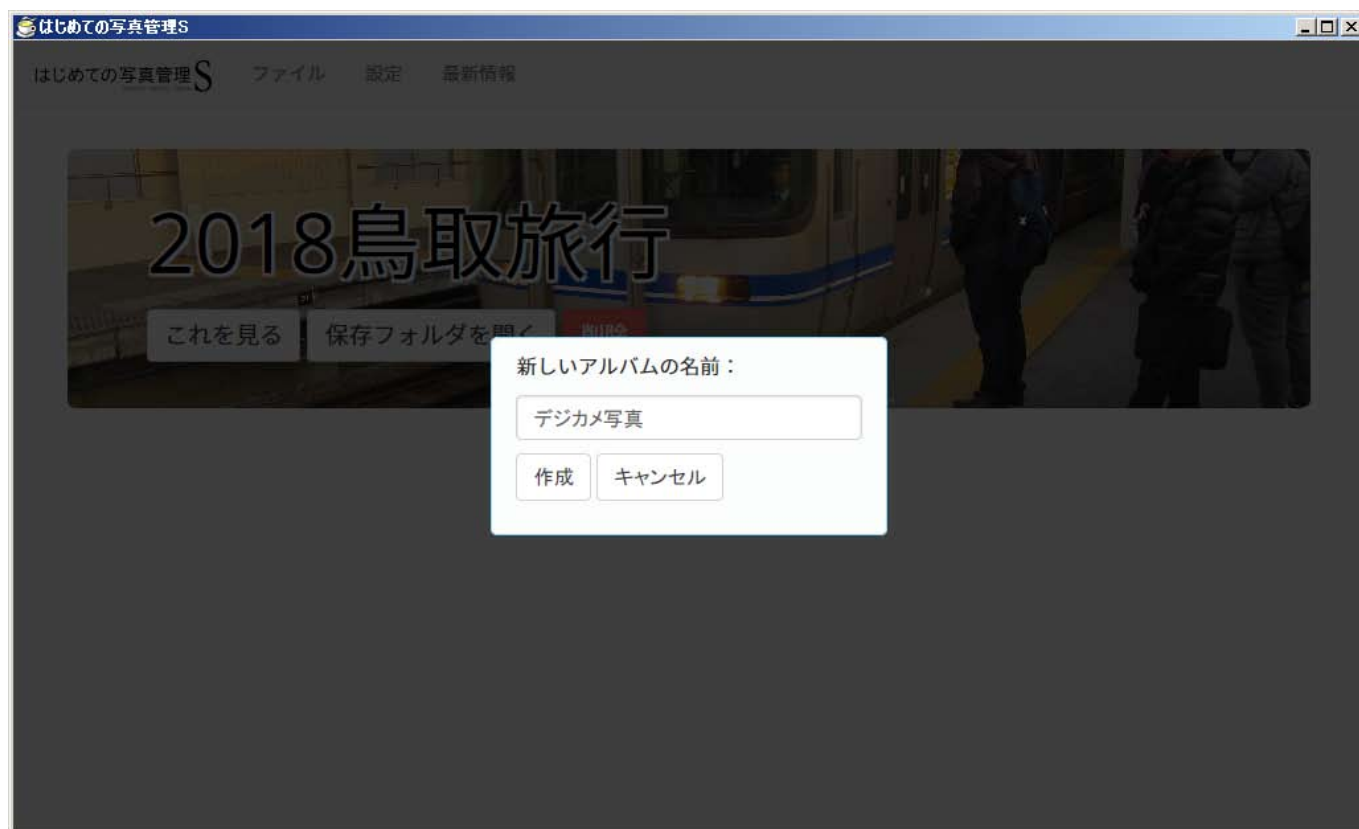 はじめての写真管理S
はじめての写真管理S ファイル 設定 最新情報
2018鳥取旅行
これを見る 保存フォルダを開く 削除
新しいアルバムの名前：
デジカメ写真
作成 キャンセル